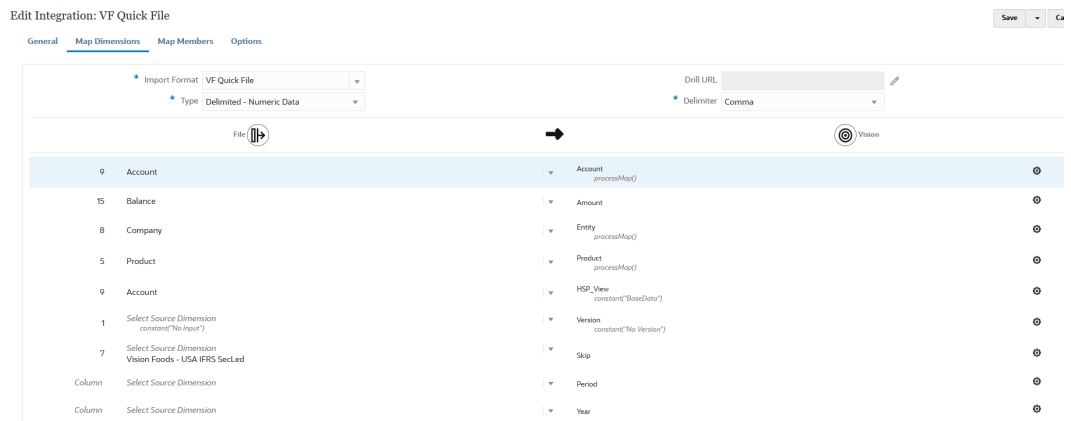 Edit Integration: VF Quick File
Save
Ca
General Map Dimensions Map Members Options
* Import Format VF Quick File
Drill URL
* Type Delimited - Numeric Data
* Delimiter Comma
File
Vision
9 Account Account
processMap()
15 Balance Amount
8 Company Entity
processMap()
5 Product Product
processMap()
9 Account HSP_View
constant("BaseData")
1 Select Source Dimension Version
constant("No Input") constant("No Version")
7 Select Source Dimension
Vision Foods - USA IFRS SecLed Skip
Column Select Source Dimension Period
Column Select Source Dimension Year